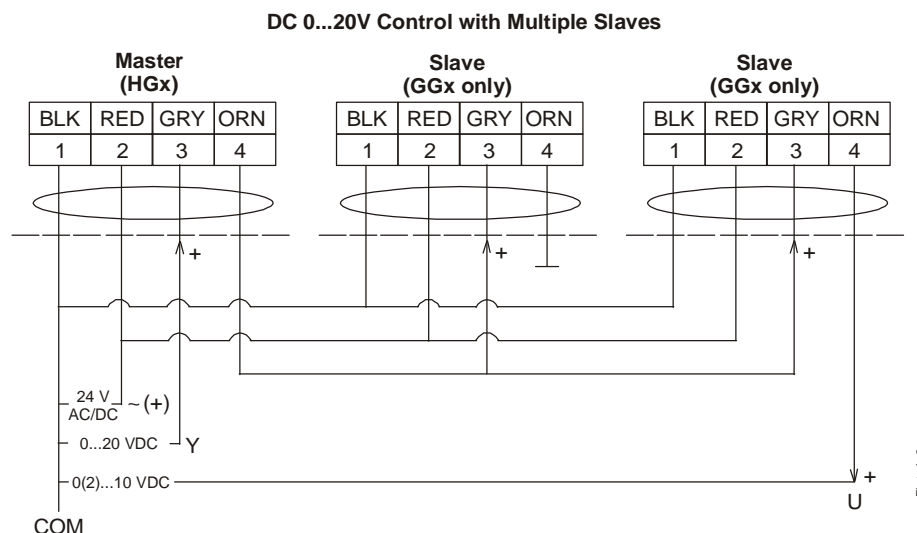 DC 0...20V Control with Multiple Slaves
Master
(HGx)
Slave
(GGx only)
Slave
(GGx only)
BLK RED GRY ORN
1 2 3 4
BLK RED GRY ORN
1 2 3 4
BLK RED GRY ORN
1 2 3 4
+
+
+
24 V
AC/DC
~ (+)
0...20 VDC
Y
0(2)...10 VDC
+
U
COM